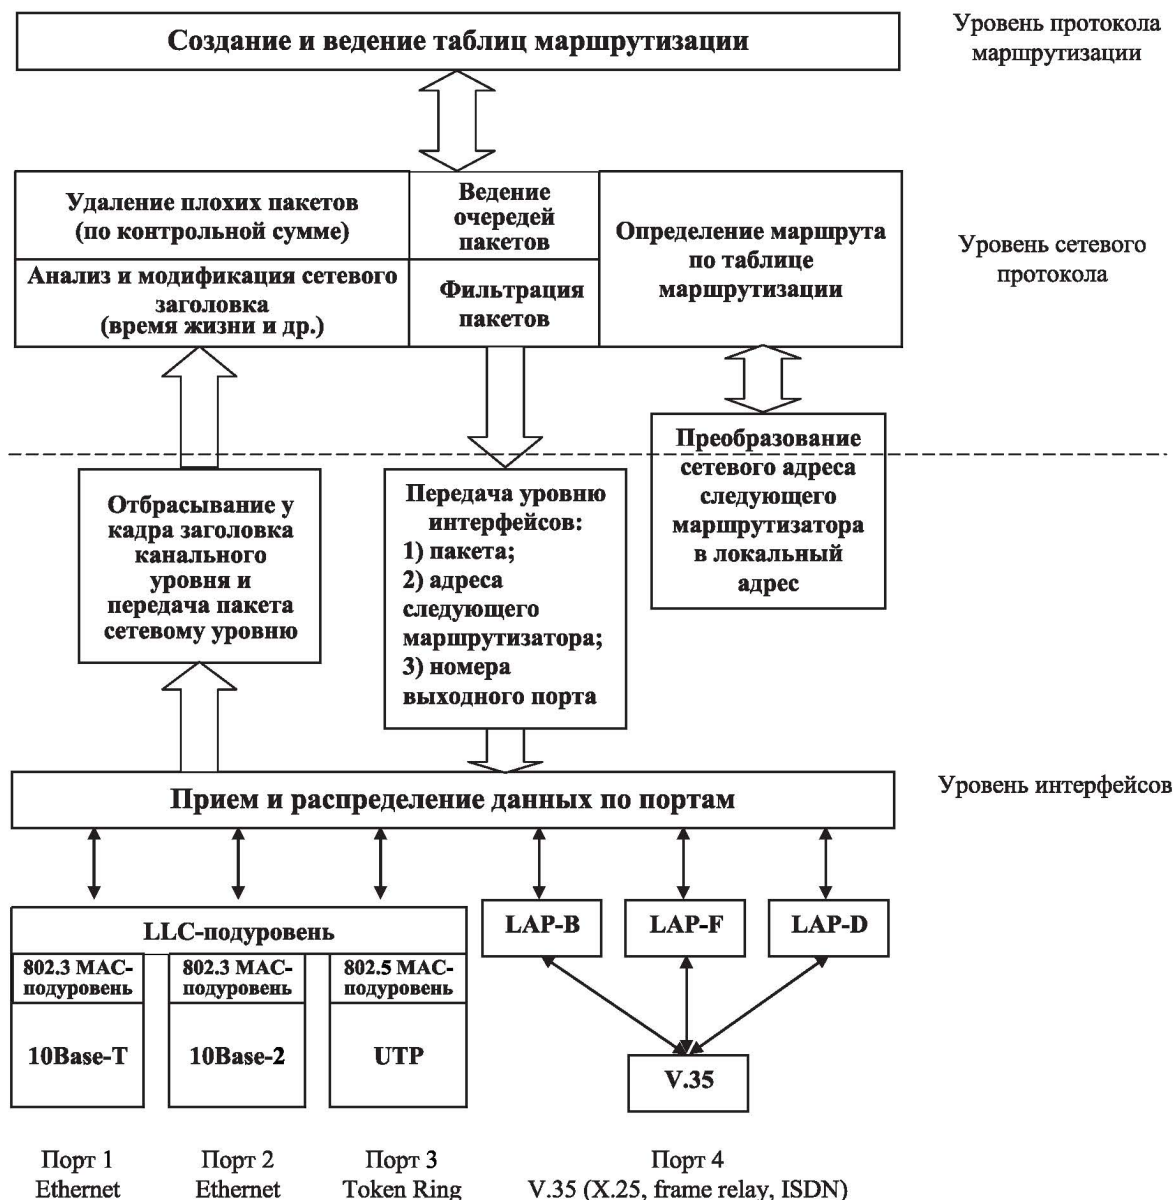 Создание и ведение таблиц маршрутизации
Уровень протокола
маршрутизации
Удаление плохих пакетов
(по контрольной сумме)
Ведение
очередей
пакетов
Определение маршрута
по таблице
маршрутизации
Уровень сетевого
протокола
Анализ и модификация сетевого
заголовка
(время жизни и др.)
Фильтрация
пакетов
Преобразование
сетевого адреса
следующего
маршрутизатора
в локальный
адрес
Отбрасывание у
кадра заголовка
канального
уровня и
передача пакета
сетевому уровню
Передача уровню
интерфейсов:
1) пакета;
2) адреса
следующего
маршрутизатора;
3) номера
выходного порта
Прием и распределение данных по портам
Уровень интерфейсов
LLC-подуровень
LAP-B
LAP-F
LAP-D
802.3 MAC-
подуровень
802.3 MAC-
подуровень
802.5 MAC-
подуровень
10Base-T
10Base-2
UTP
V.35
Порт 1
Ethernet
Порт 2
Ethernet
Порт 3
Token Ring
Порт 4
V.35 (X.25, frame relay, ISDN)